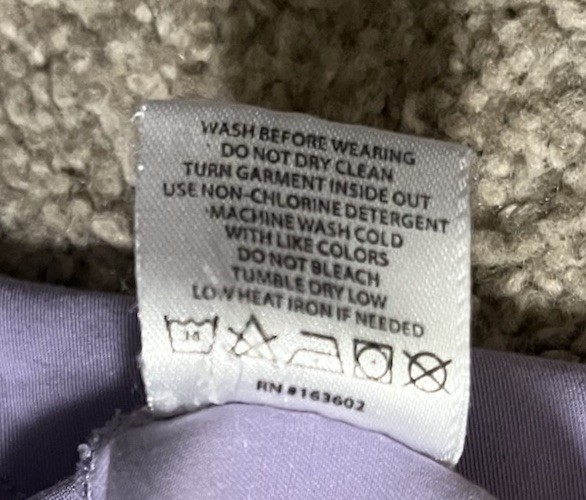 WASH BEFORE WEARING
DO NOT DRY CLEAN
TURN GARMENT INSIDE OUT
USE NON-CHLORINE DETERGENT
MACHINE WASH COLD
WITH LIKE COLORS
DO NOT BLEACH
TUMBLE DRY LOW
LOW HEAT IRON IF NEEDED
RN #163602